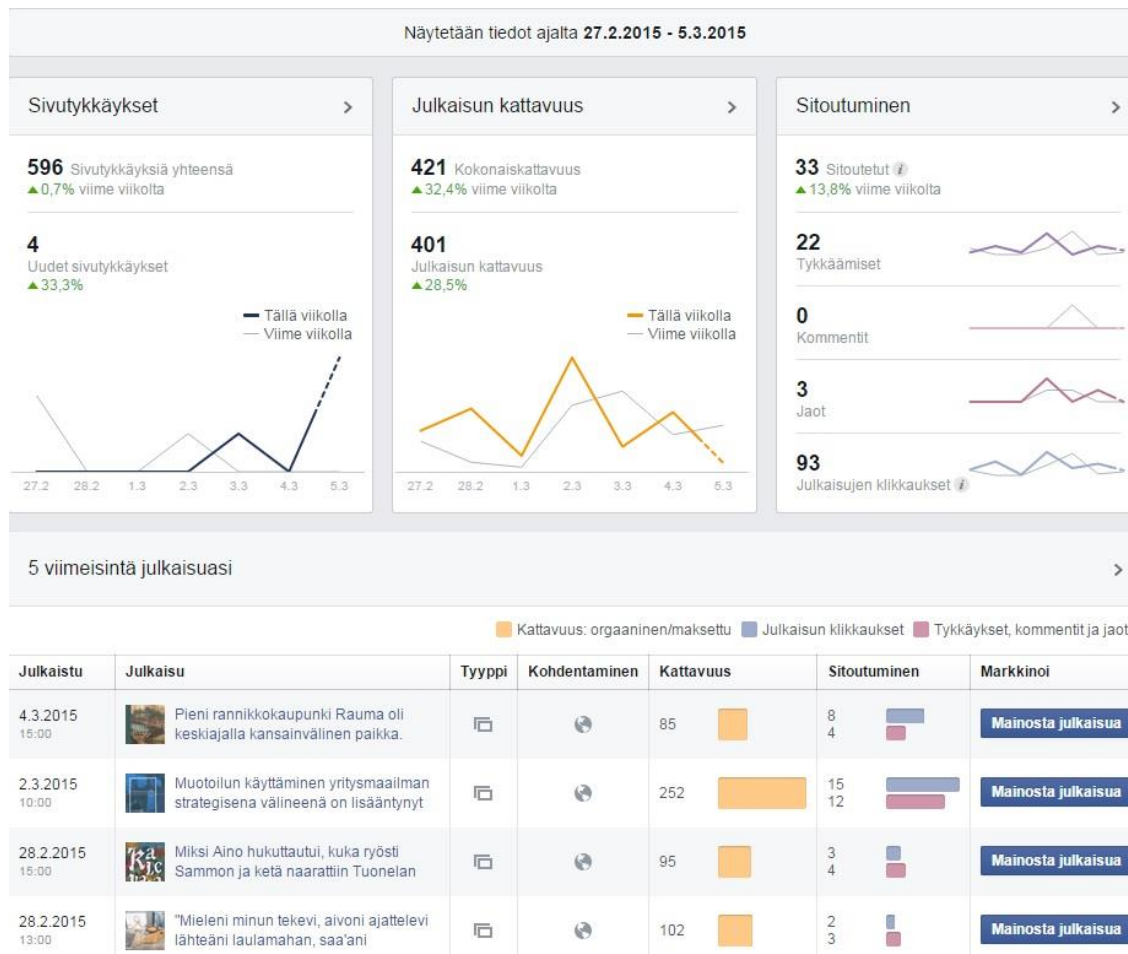 Näytetään tiedot ajalta 27.2.2015 - 5.3.2015
Sivutykkäykset
596 Sivutykkäyksiä yhteensä
0,7% viime viikolta
4
Uudet sivutykkäykset
33,3%
Tällä viikolla
Viime viikolla
27.2 28.2 1.3 2.3 3.3 4.3 5.3
Julkaisun kattavuus
421 Kokonaiskattavuus
32,4% viime viikolta
401
Julkaisun kattavuus
28,5%
Tällä viikolla
Viime viikolla
27.2 28.2 1.3 2.3 3.3 4.3 5.3
Sitoutuminen
33 Sitoutetut i
13,8% viime viikolta
22
Tykkäämiset
0
Kommentit
3
Jaot
93
Julkaisujen klikkaukset i
5 viimeisintä julkaisuasi
Kattavuus: orgaaninen/maksettu Julkaisun klikkaukset Tykkäykset, kommentit ja jaot
Julkaistu Julkaisu Tyyppi Kohdentaminen Kattavuus Sitoutuminen Markkinoi
4.3.2015
15:00
Pieni rannikkokaupunki Rauma oli
keskiajalla kansainvälinen paikka.
85
8
4
Mainosta julkaisua
2.3.2015
10:00
Muotoilun käyttäminen yritysmaailman
strategisena välineenä on lisääntynyt
252
15
12
Mainosta julkaisua
28.2.2015
15:00
Miksi Aino hukuttautui, kuka ryösti
Sammon ja ketä naarattiin Tuonelan
95
3
4
Mainosta julkaisua
28.2.2015
13:00
"Mieleni minun tekevi, aivoni ajattelevi
lähteäni laulamahan, saa'ani
102
2
3
Mainosta julkaisua